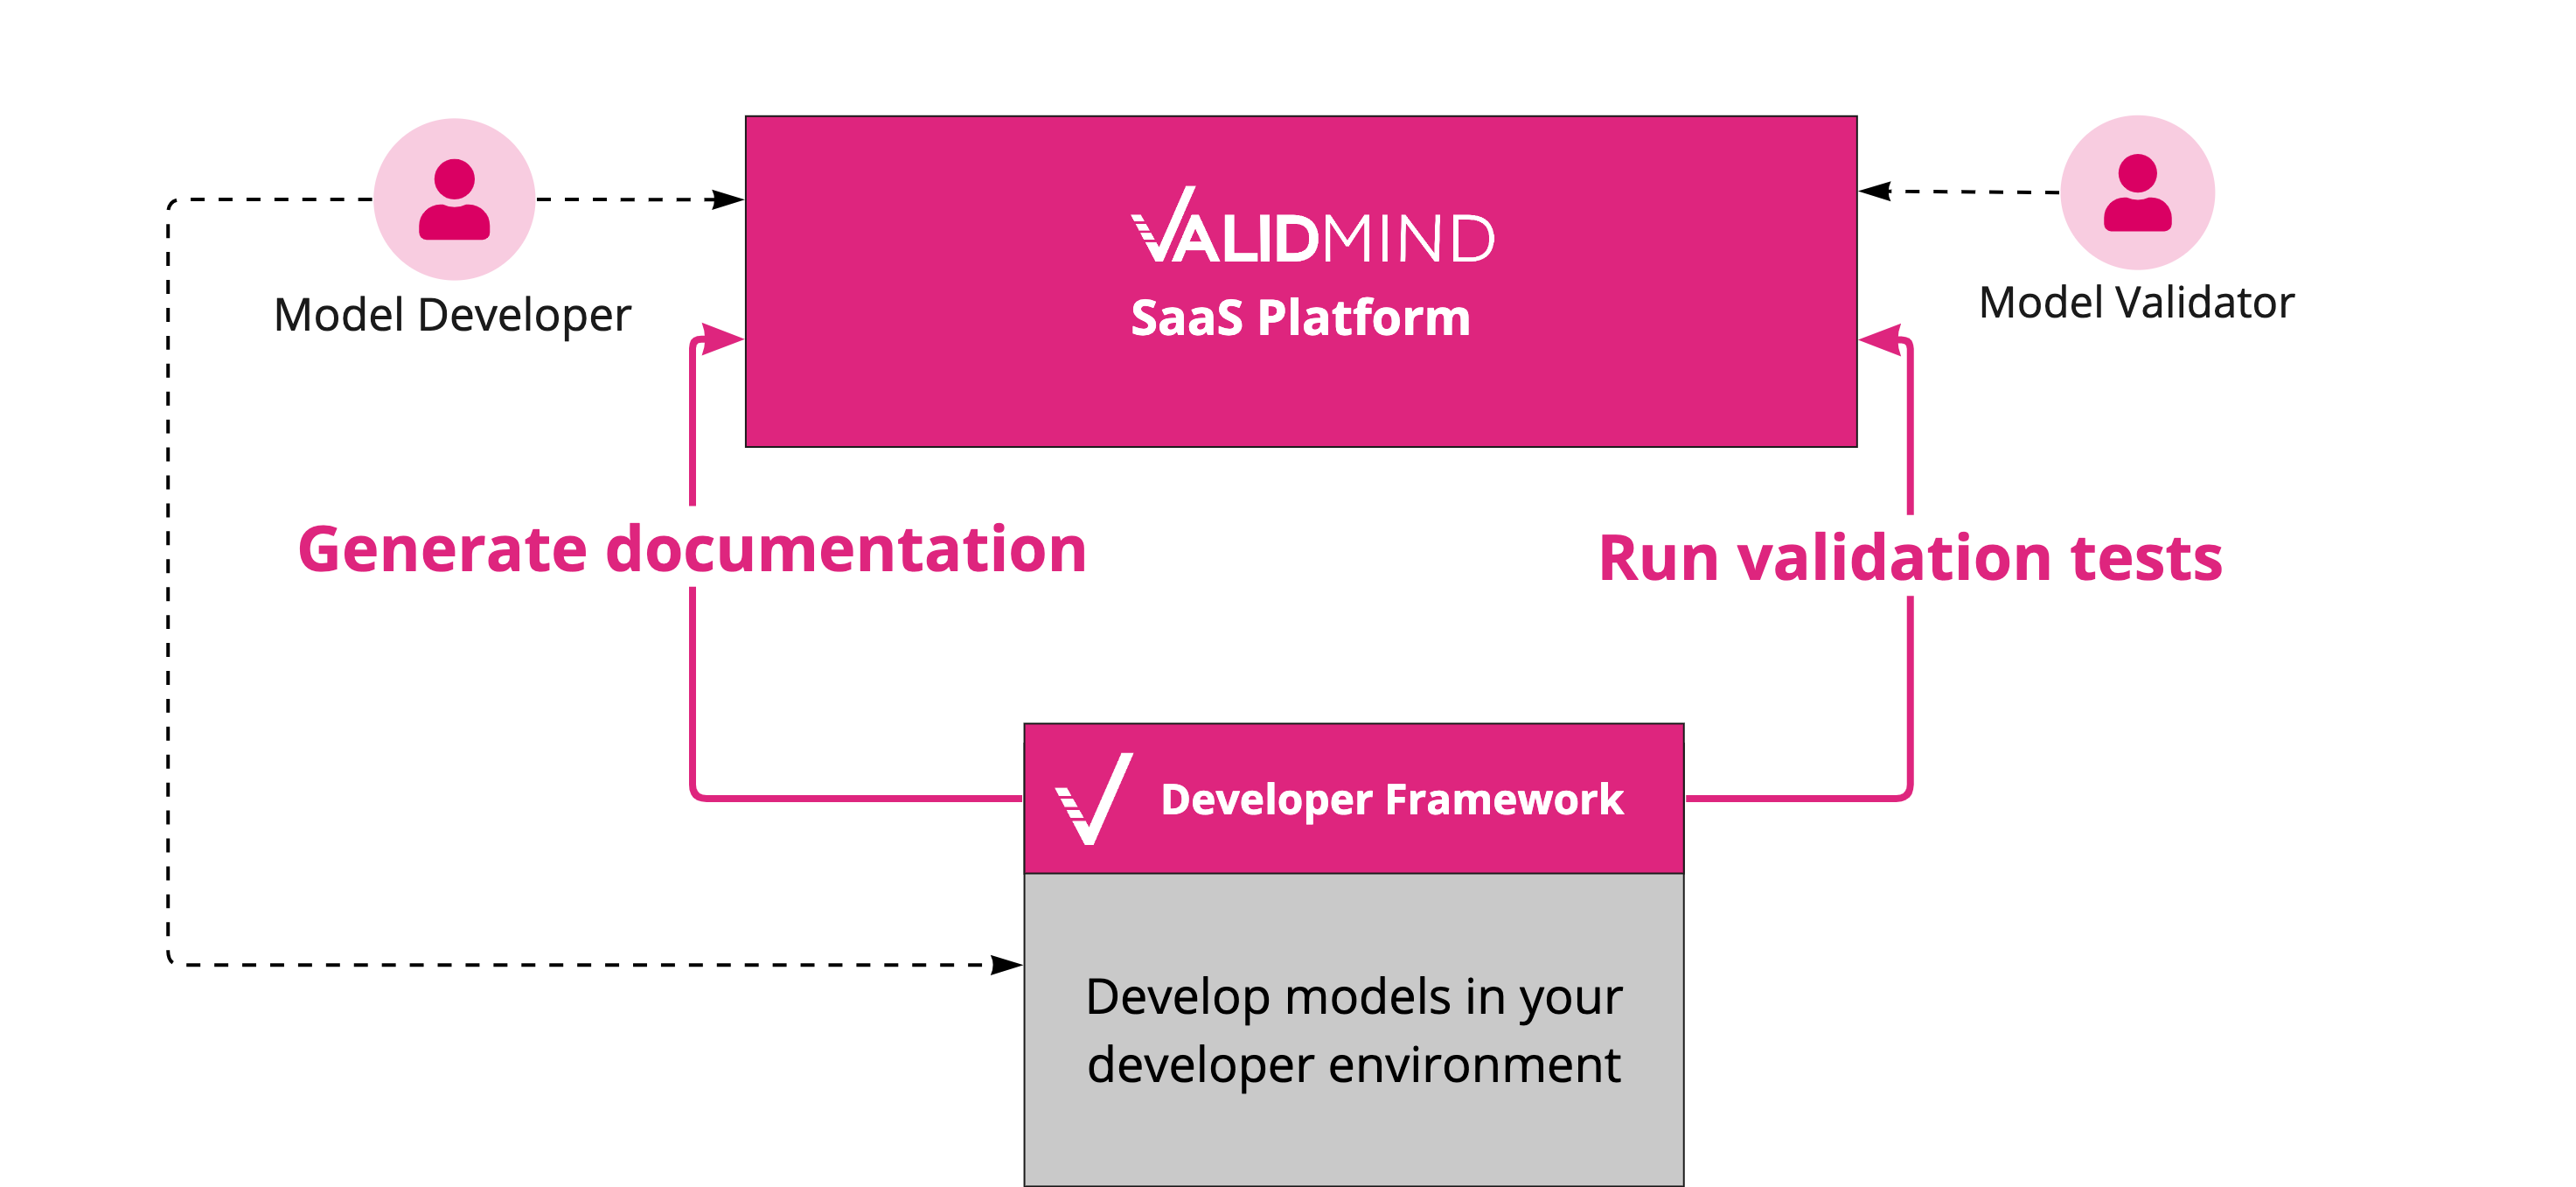 VALIDMIND
SaaS Platform
Model Developer
Model Validator
Generate documentation
Run validation tests
Developer Framework
Develop models in your
developer environment